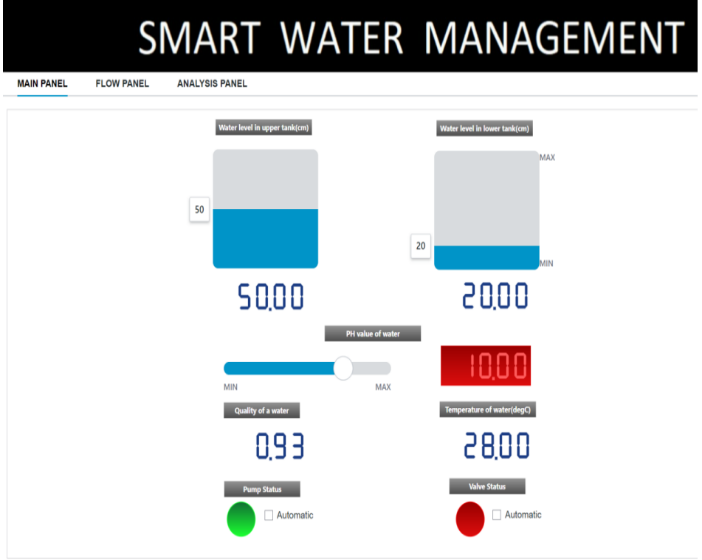 SMART WATER MANAGEMENT
MAIN PANEL FLOW PANEL ANALYSIS PANEL
Water level in upper tank(cm) Water level in lower tank(cm)
MAX
50
20
MIN
50.00 20.00
PH value of water
10.00
MIN MAX
Quality of a water Temperature of water(degC)
0.93 28.00
Pump Status Valve Status
Automatic Automatic